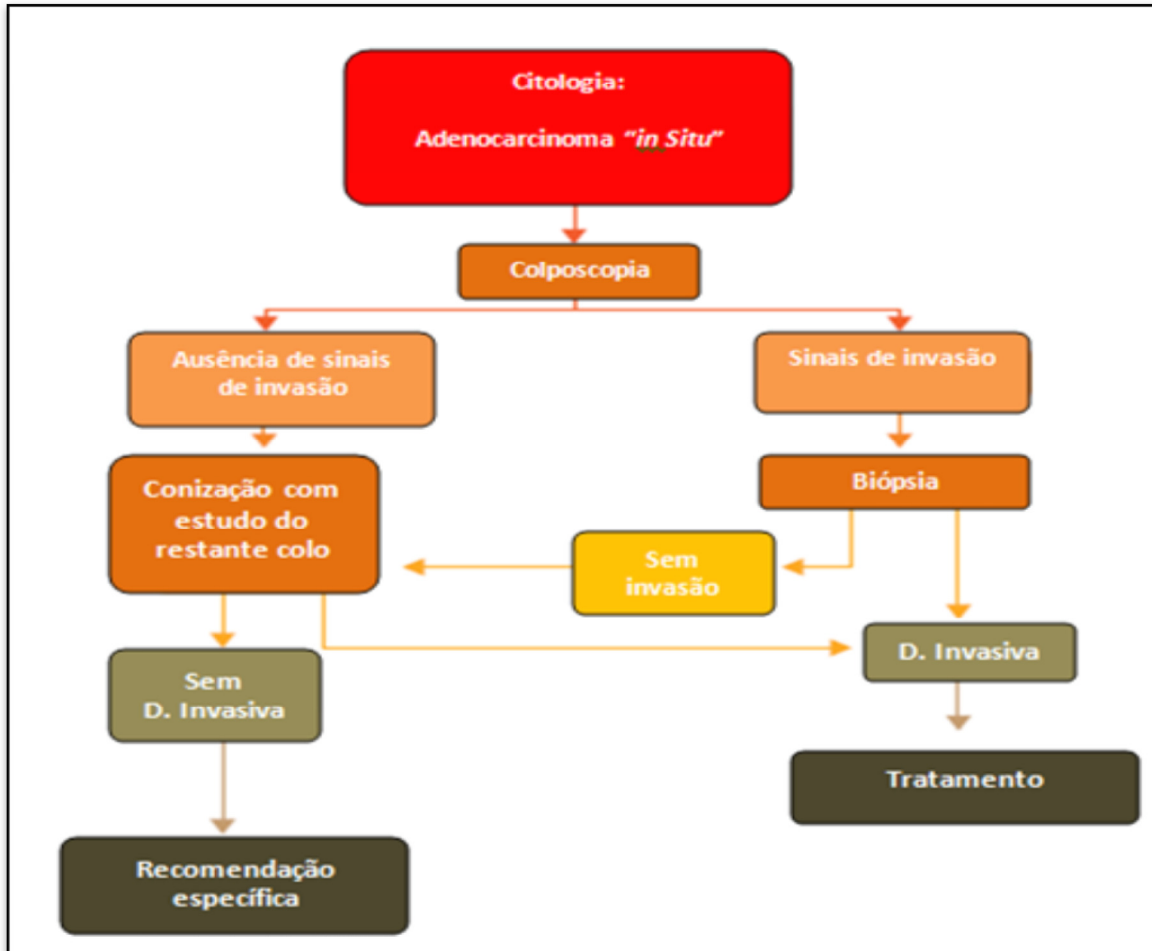 Citologia:
Adenocarcinoma “in Situ”
Colposcopia
Ausência de sinais
de invasão
Sinais de invasão
Conização com
estudo do
restante colo
Biópsia
Sem
invasão
Sem
D. Invasiva
D. Invasiva
Tratamento
Recomendação
específica